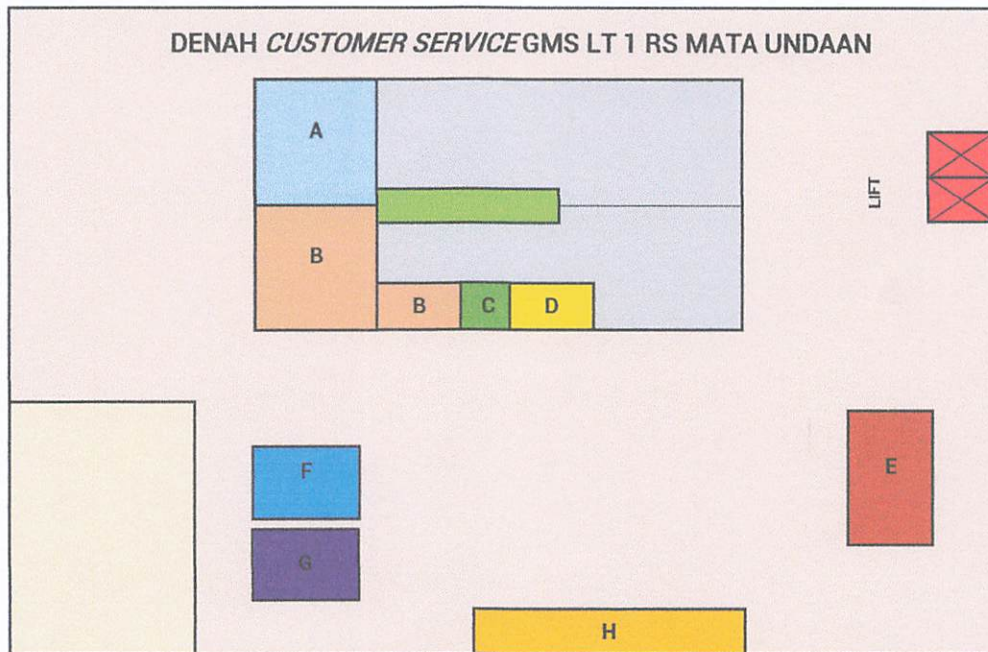 DENAH CUSTOMER SERVICE GMS LT 1 RS MATA UNDAAN
A
LIFT
B
B
C
D
F
E
G
H